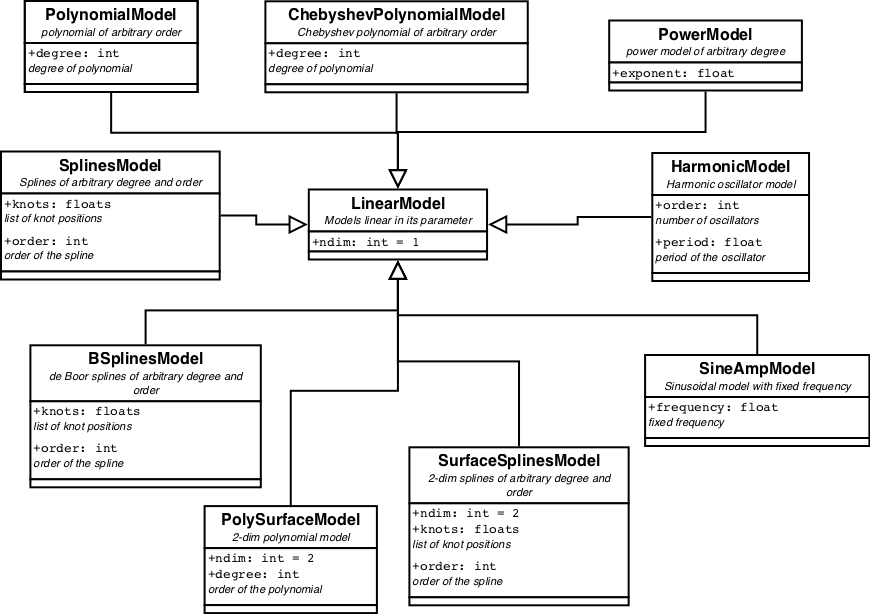 PolynomialModel
polynomial of arbitrary order
+degree: int
degree of polynomial
ChebyshevPolynomialModel
Chebyshev polynomial of arbitrary order
+degree: int
degree of polynomial
PowerModel
power model of arbitrary degree
+exponent: float
SplinesModel
Splines of arbitrary degree and order
+knots: floats
list of knot positions
+order: int
order of the spline
LinearModel
Models linear in its parameter
+ndim: int = 1
HarmonicModel
Harmonic oscillator model
+order: int
number of oscillators
+period: float
period of the oscillator
BSplinesModel
de Boor splines of arbitrary degree and
order
+knots: floats
list of knot positions
+order: int
order of the spline
SineAmpModel
Sinusoidal model with fixed frequency
+frequency: float
fixed frequency
PolySurfaceModel
2-dim polynomial model
+ndim: int = 2
+degree: int
order of the polynomial
SurfaceSplinesModel
2-dim splines of arbitrary degree and
order
+ndim: int = 2
+knots: floats
list of knot positions
+order: int
order of the spline